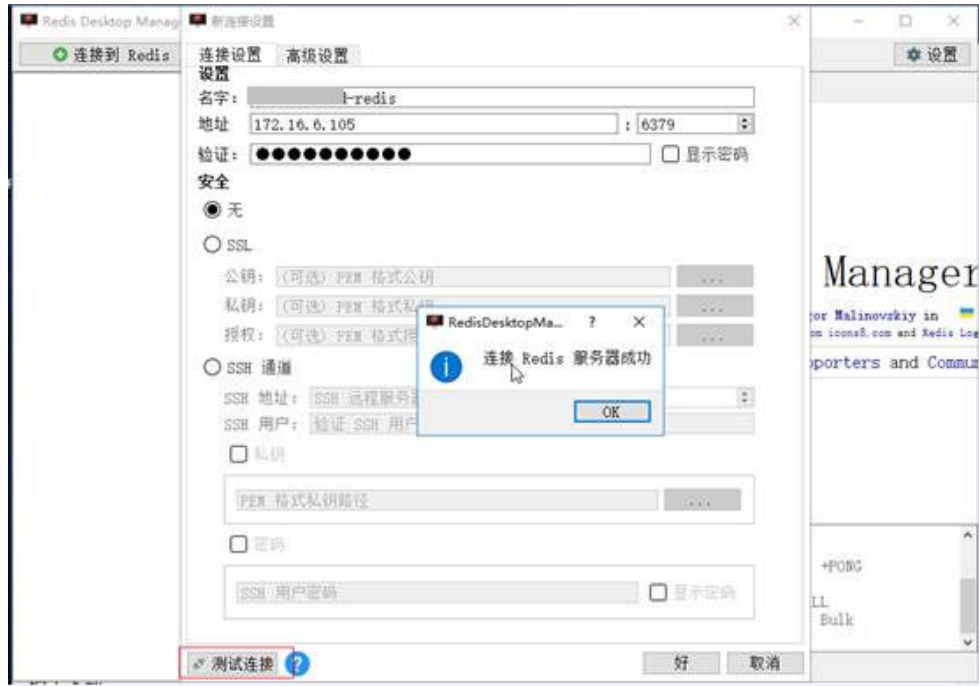 Redis Desktop Manag
新连接设置
连接到 Redis
设置
连接设置 高级设置
设置
名字： -redis
地址 172.16.6.105 : 6379
验证： ●●●●●●●●●● 显示密码
安全
无
SSL
公钥： (可选) PEM 格式公钥 ...
私钥： (可选) PEM 格式私钥 ...
授权： (可选) PEM 格式授 ...
SSH 通道
SSH 地址： SSH 远程服务器
SSH 用户： 验证 SSH 用户
私钥
PEM 格式私钥路径 ...
密码
SSH 用户密码 显示密码
测试连接 ?
好 取消
RedisDesktopMa… ? ×
连接 Redis 服务器成功
OK
Manager
or Malinovskiy in
om icons8.com and Redis Log
pporters and Commun
+PONG
LL
Bulk